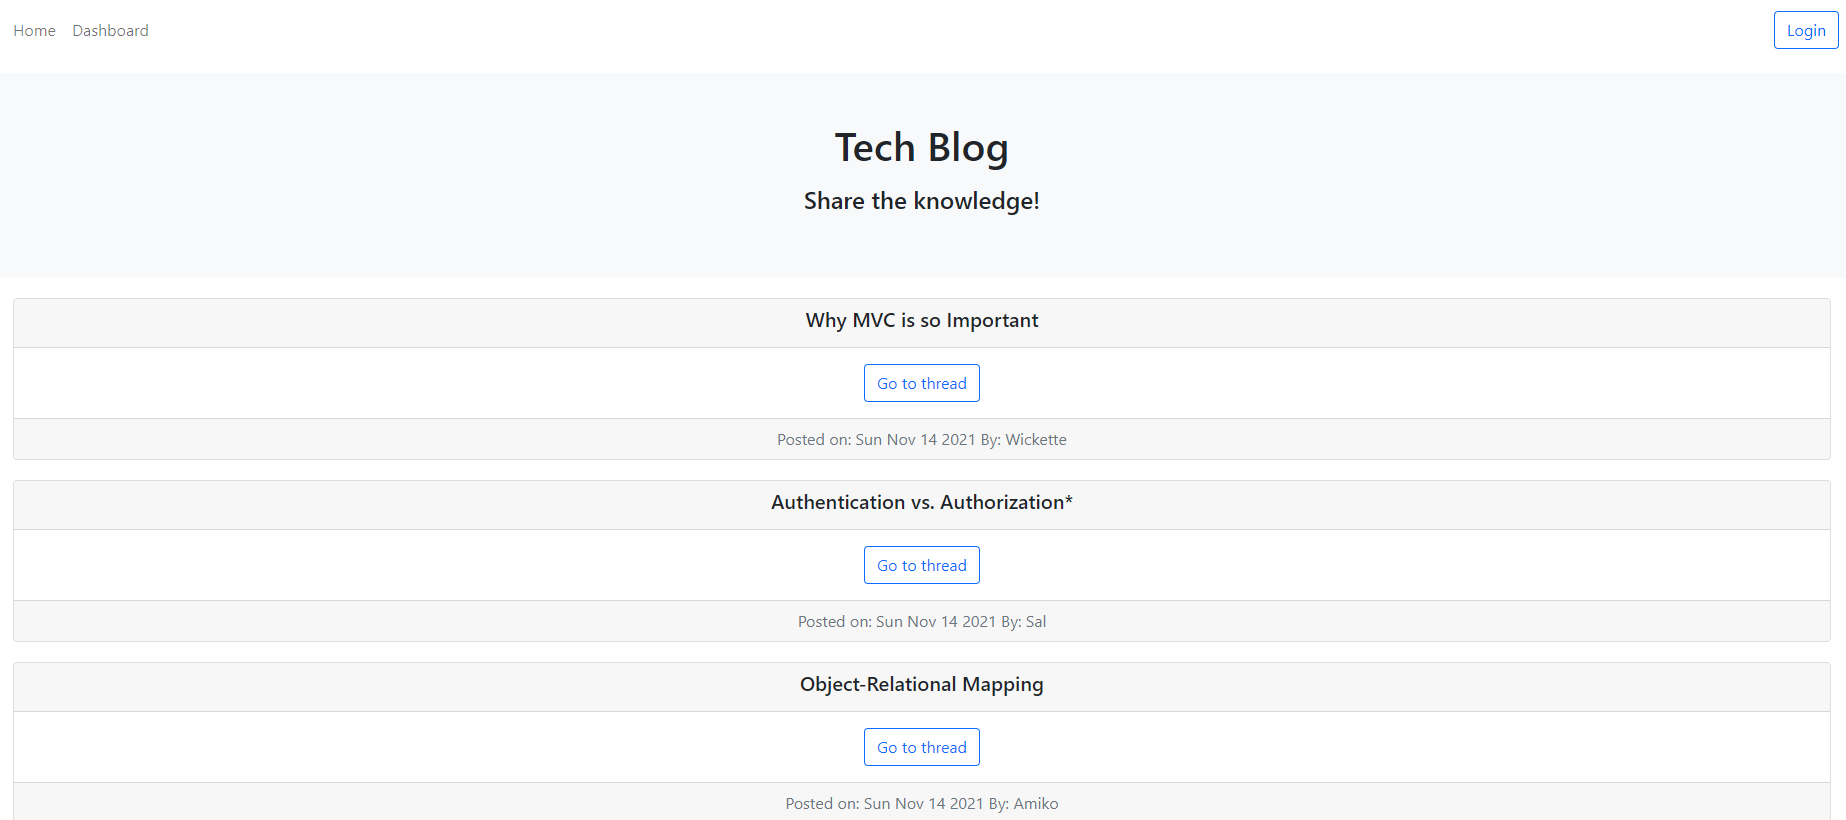 Home Dashboard Login
Tech Blog
Share the knowledge!
Why MVC is so Important
Go to thread
Posted on: Sun Nov 14 2021 By: Wickette
Authentication vs. Authorization*
Go to thread
Posted on: Sun Nov 14 2021 By: Sal
Object-Relational Mapping
Go to thread
Posted on: Sun Nov 14 2021 By: Amiko